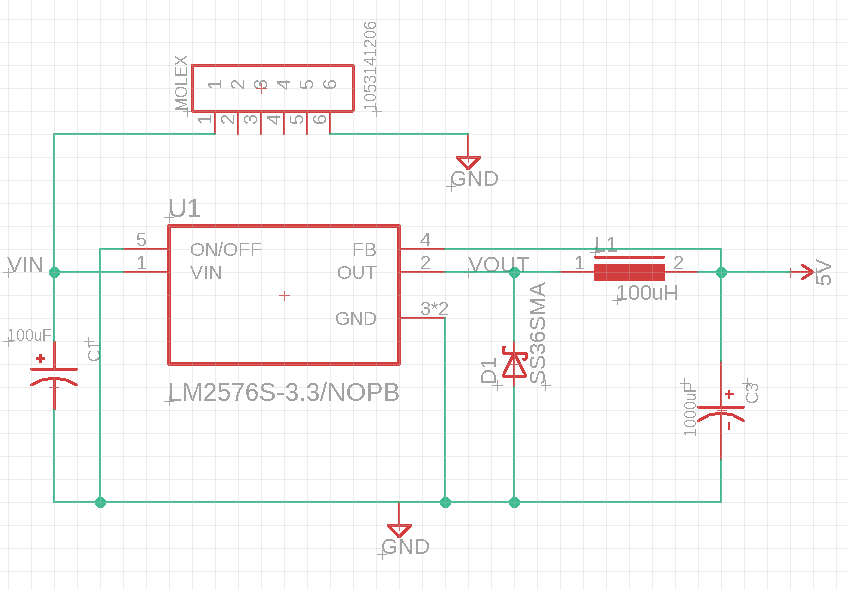 MOLEX
1 2 3 4 5 6
1053141206
1 2 3 4 5 6
GND
U1
5 ON/OFF FB 4
VIN 1 VIN OUT 2 VOUT
GND 3*2
L1
1 2
100uH
5V
100uF
C1
D1
SS36SMA
LM2576S-3.3/NOPB
1000uF
C3
GND